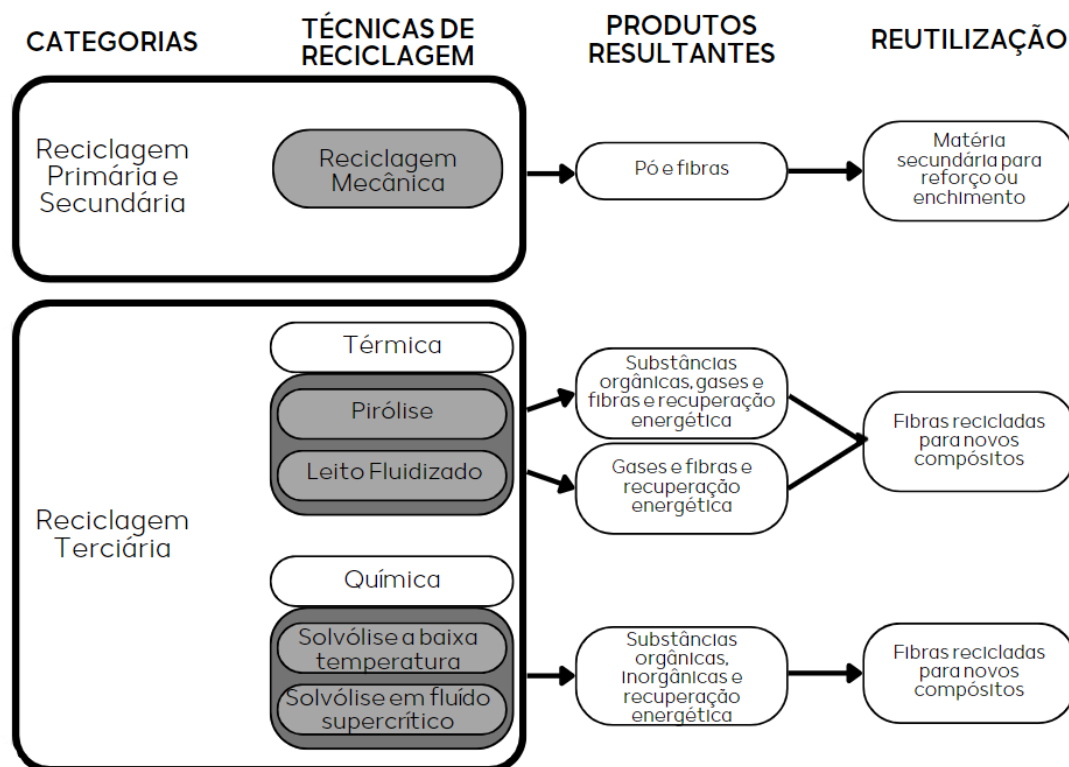 CATEGORIAS
TÉCNICAS DE
RECICLAGEM
PRODUTOS
RESULTANTES
REUTILIZAÇÃO
Reciclagem
Primária e
Secundária
Reciclagem
Mecânica
Pó e fibras
Matéria
secundária para
reforço ou
enchimento
Reciclagem
Terciária
Térmica
Pirólise
Leito Fluidizado
Substâncias
orgânicas, gases e
fibras e recuperação
energética
Gases e fibras e
recuperação
energética
Fibras recicladas
para novos
compósitos
Química
Solvólise a baixa
temperatura
Solvólise em fluído
supercrítico
Substâncias
orgânicas,
inorgânicas e
recuperação
energética
Fibras recicladas
para novos
compósitos